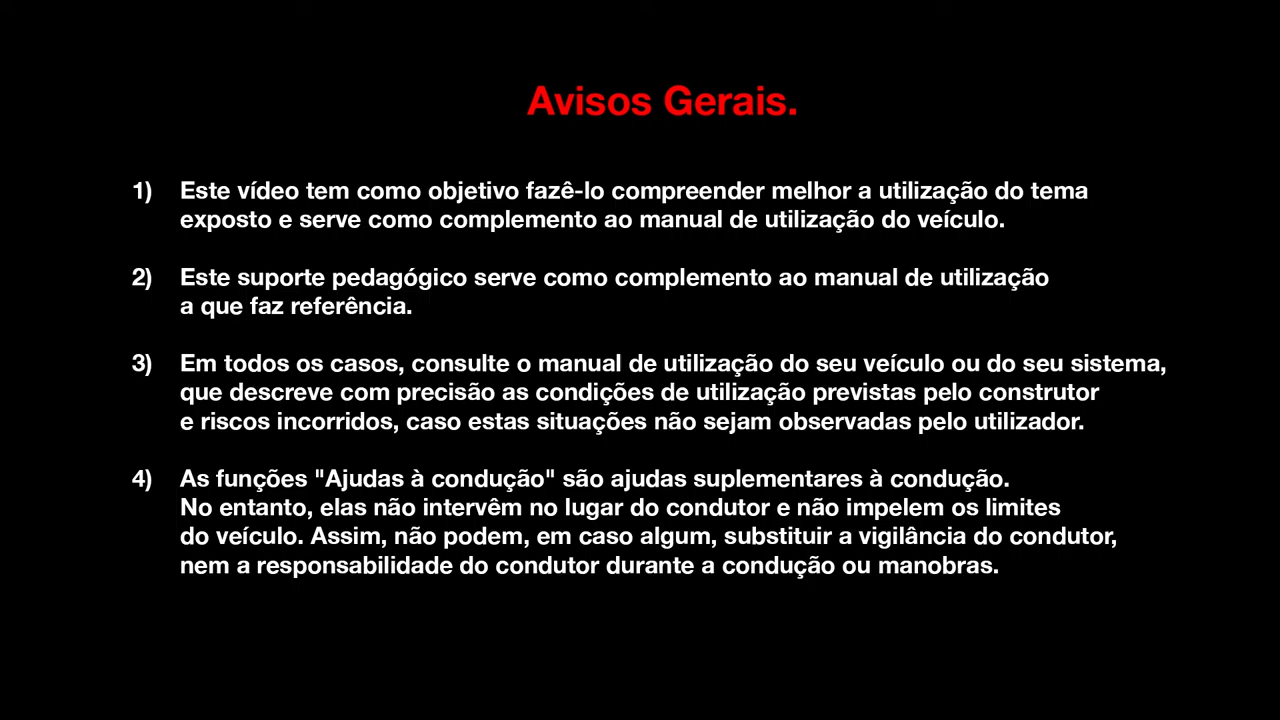 Avisos Gerais.
1) Este vídeo tem como objetivo fazê-lo compreender melhor a utilização do tema
exposto e serve como complemento ao manual de utilização do veículo.
2) Este suporte pedagógico serve como complemento ao manual de utilização
a que faz referência.
3) Em todos os casos, consulte o manual de utilização do seu veículo ou do seu sistema,
que descreve com precisão as condições de utilização previstas pelo construtor
e riscos incorridos, caso estas situações não sejam observadas pelo utilizador.
4) As funções "Ajudas à condução" são ajudas suplementares à condução.
No entanto, elas não intervêm no lugar do condutor e não impelem os limites
do veículo. Assim, não podem, em caso algum, substituir a vigilância do condutor,
nem a responsabilidade do condutor durante a condução ou manobras.